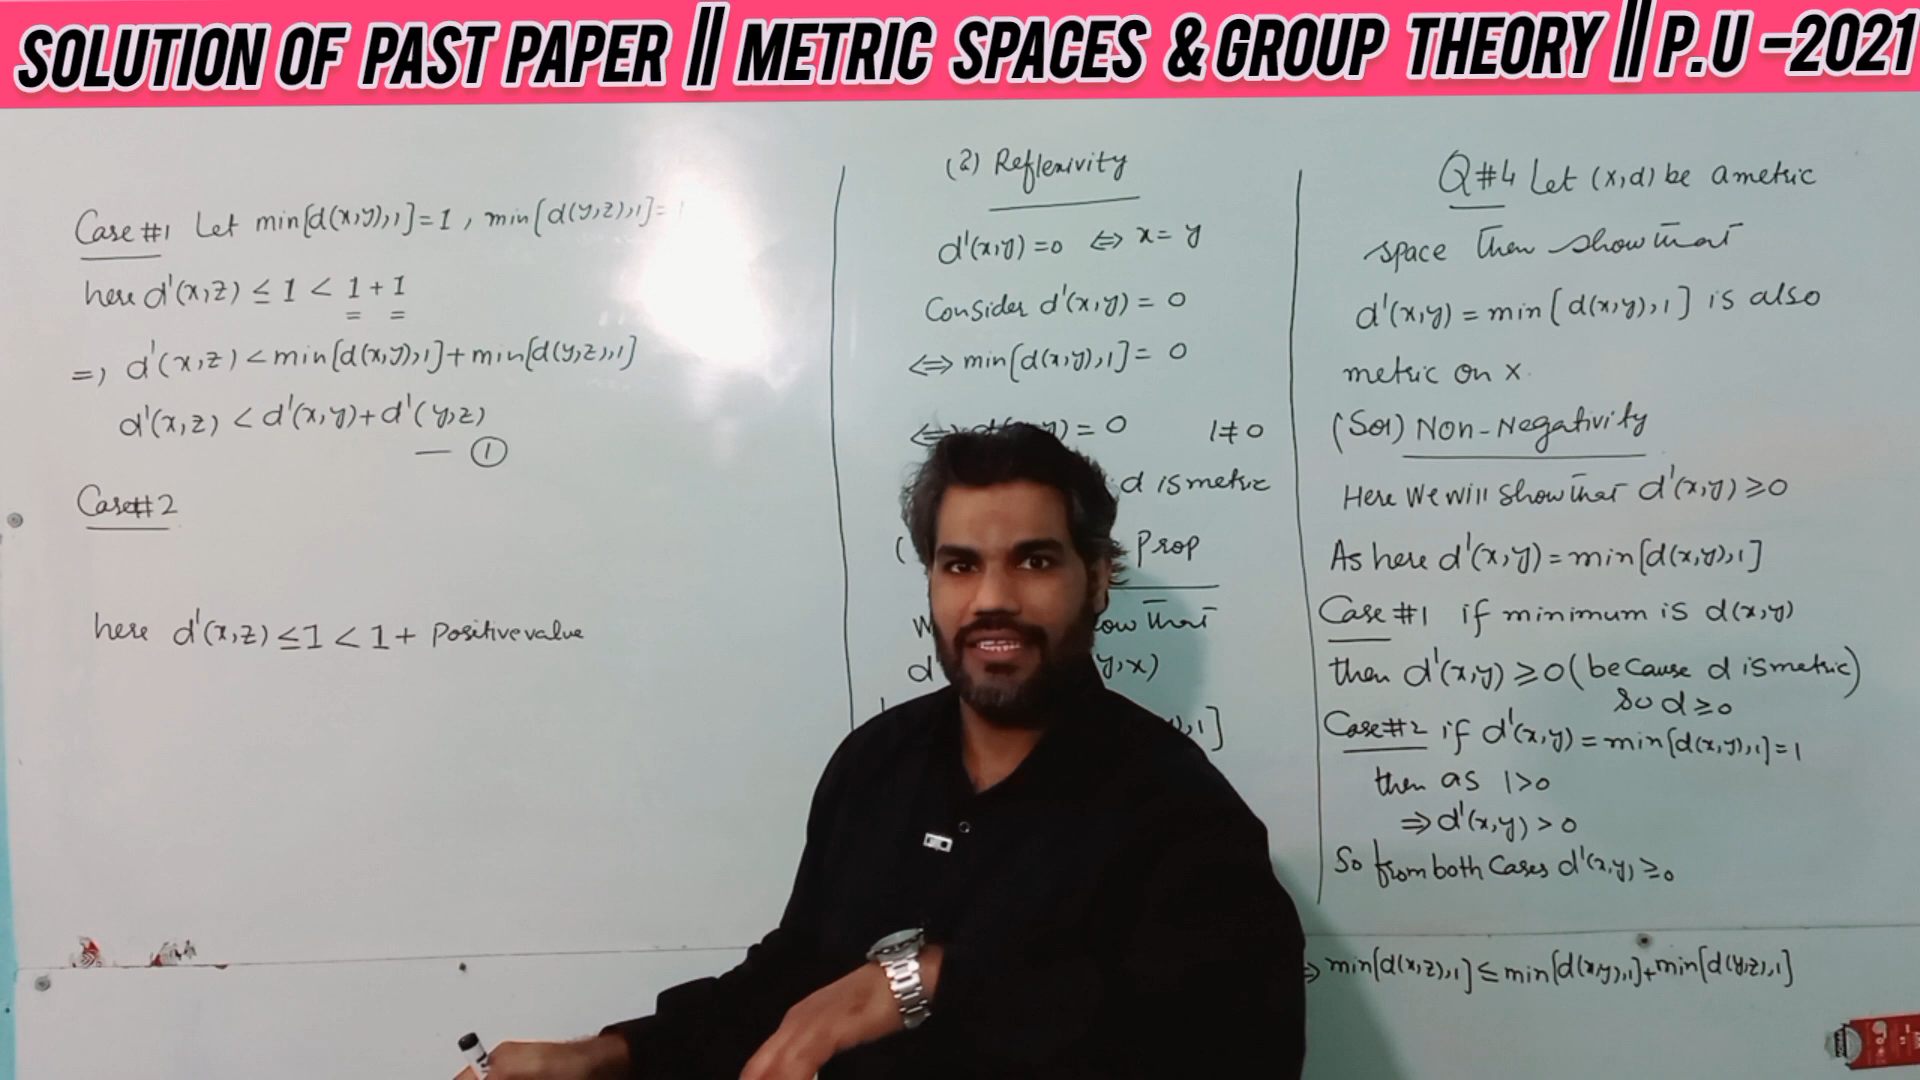 SOLUTION OF PAST PAPER || METRIC SPACES & GROUP THEORY || P.U -2021
Q#4 Let (x,d) be a metric
space then show that
d'(x,y) = min[d(x,y),1] is also
metric on x.
(Sol) Non-Negativity
Here We will show that d'(x,y) ≥ 0
As here d'(x,y) = min[d(x,y),1]
Case #1 if minimum is d(x,y)
then d'(x,y) ≥ 0 (because d is metric)
so d ≥ 0
Case #2 if d'(x,y) = min[d(x,y),1] = 1
then as 1>0
⇒ d'(x,y) > 0
So from both Cases d'(x,y) ≥ 0
(2) Reflexivity
d'(x,y) = 0 ⇔ x = y
Consider d'(x,y) = 0
⇔ min[d(x,y),1] = 0
⇔ = 0 1≠0
d is metric
( Prop
that
d' y,x)
,1]
⇒ min[d(x,z),1] ≤ min[d(x,y),1] + min[d(y,z),1]
Case #1 Let min[d(x,y),1] = 1 , min[d(y,z),1] = 1
here d'(x,z) ≤ 1 < 1 + 1
⇒ d'(x,z) < min[d(x,y),1] + min[d(y,z),1]
d'(x,z) < d'(x,y) + d'(y,z)
— ①
Case #2
here d'(x,z) ≤ 1 < 1 + Positive value